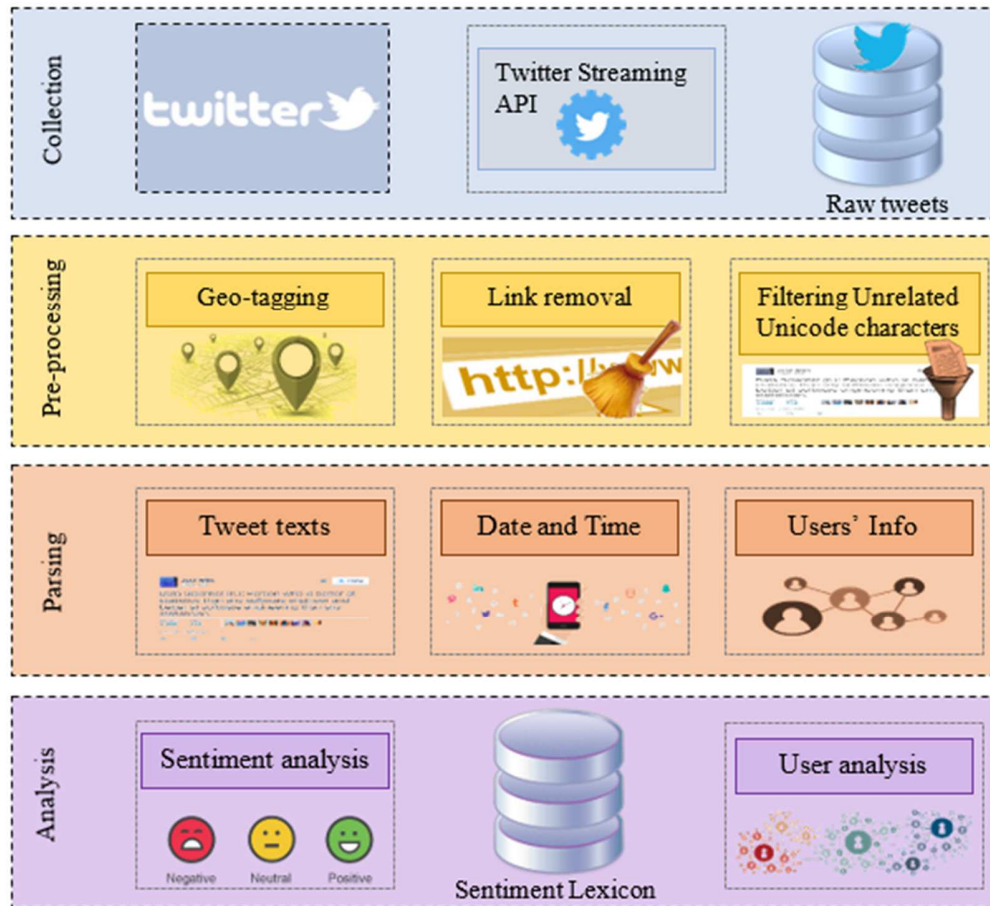 Collection
twitter
Twitter Streaming
API
Raw tweets
Pre-processing
Geo-tagging
Link removal
http://
Filtering Unrelated
Unicode characters
Parsing
Tweet texts
Date and Time
Users' Info
Analysis
Sentiment analysis
Negative
Neutral
Positive
Sentiment Lexicon
User analysis